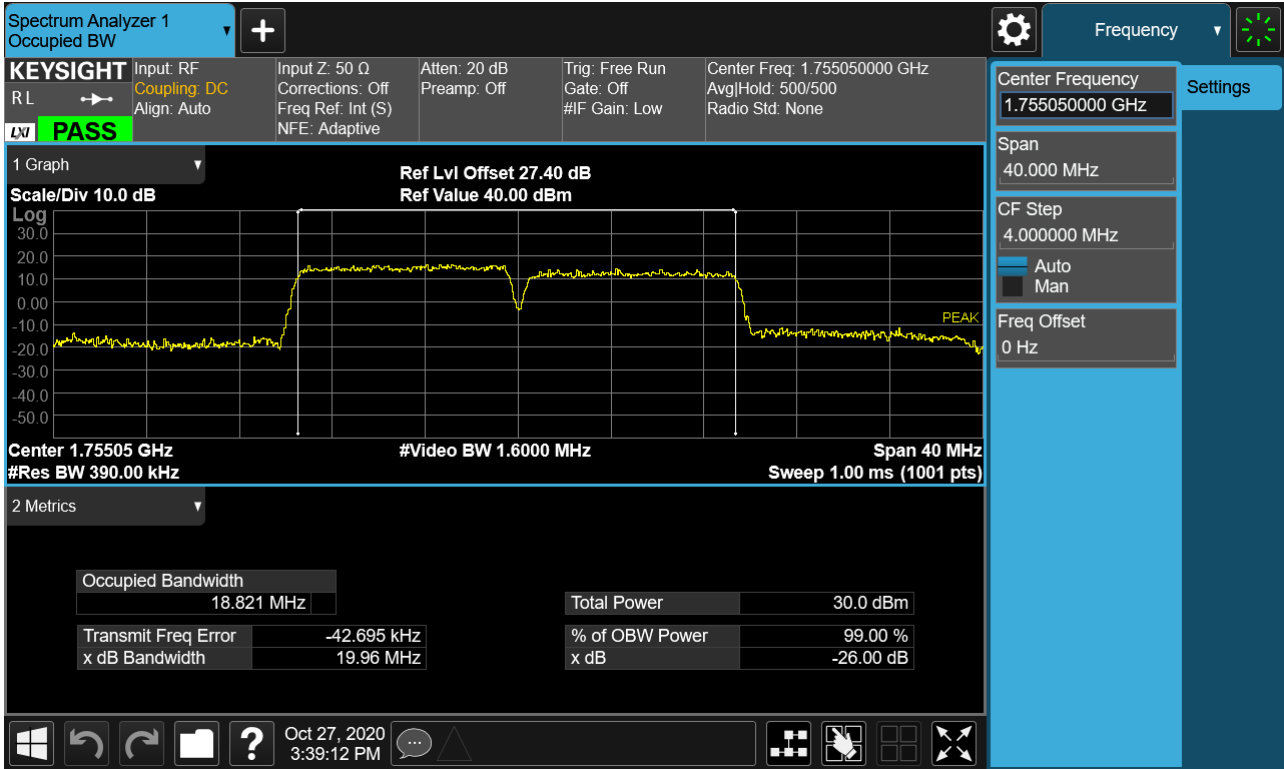 Spectrum Analyzer 1
Occupied BW
Frequency
KEYSIGHT
R L
LXI PASS
Input: RF
Coupling: DC
Align: Auto
Input Z: 50 Ω
Corrections: Off
Freq Ref: Int (S)
NFE: Adaptive
Atten: 20 dB
Preamp: Off
Trig: Free Run
Gate: Off
#IF Gain: Low
Center Freq: 1.755050000 GHz
Avg|Hold: 500/500
Radio Std: None
Center Frequency
1.755050000 GHz
Settings
Span
40.000 MHz
CF Step
4.000000 MHz
Auto
Man
Freq Offset
0 Hz
1 Graph
Scale/Div 10.0 dB
Ref Lvl Offset 27.40 dB
Ref Value 40.00 dBm
Log
30.0
20.0
10.0
0.00
-10.0
-20.0
-30.0
-40.0
-50.0
PEAK
Center 1.75505 GHz
#Video BW 1.6000 MHz
Span 40 MHz
#Res BW 390.00 kHz
Sweep 1.00 ms (1001 pts)
2 Metrics
Occupied Bandwidth
18.821 MHz
Total Power 30.0 dBm
Transmit Freq Error -42.695 kHz
% of OBW Power 99.00 %
x dB Bandwidth 19.96 MHz
x dB -26.00 dB
?
Oct 27, 2020
3:39:12 PM